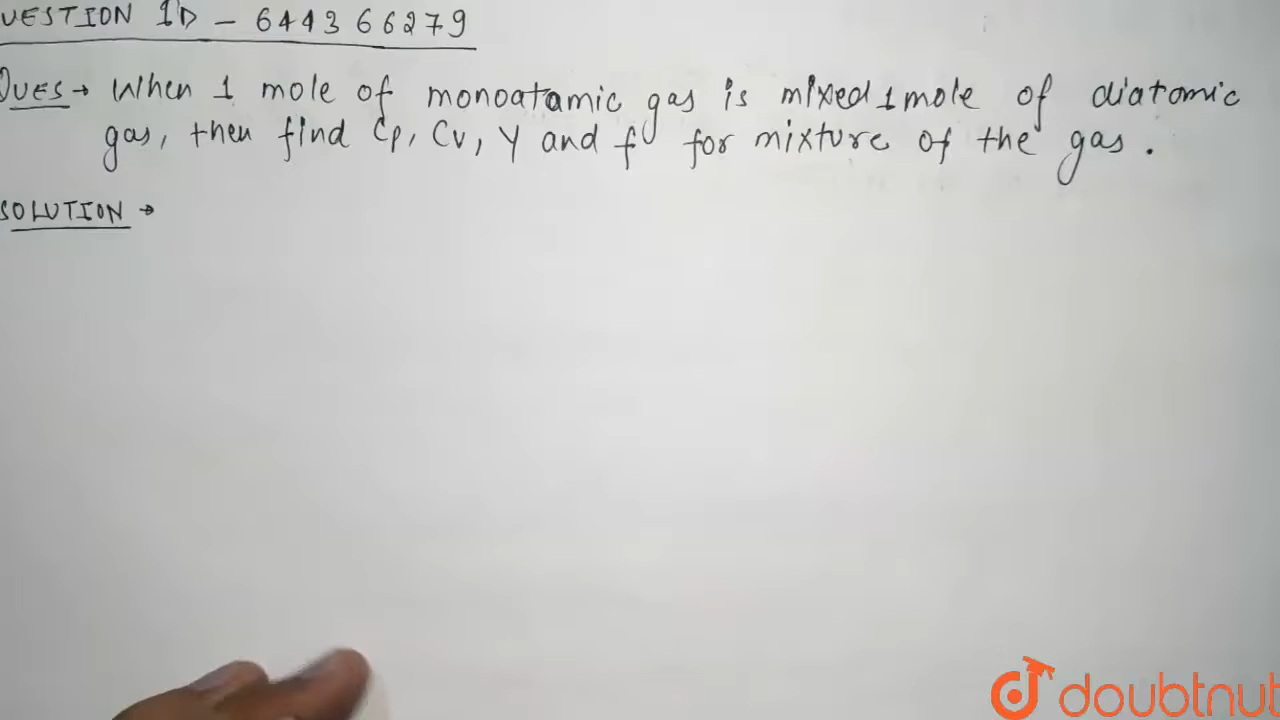 UESTION ID - 644366279
QUES → When 1 mole of monoatamic gas is mixed 1 mole of diatomic
gas, then find Cp, Cv, γ and f for mixture of the gas .
SOLUTION →
doubtnut